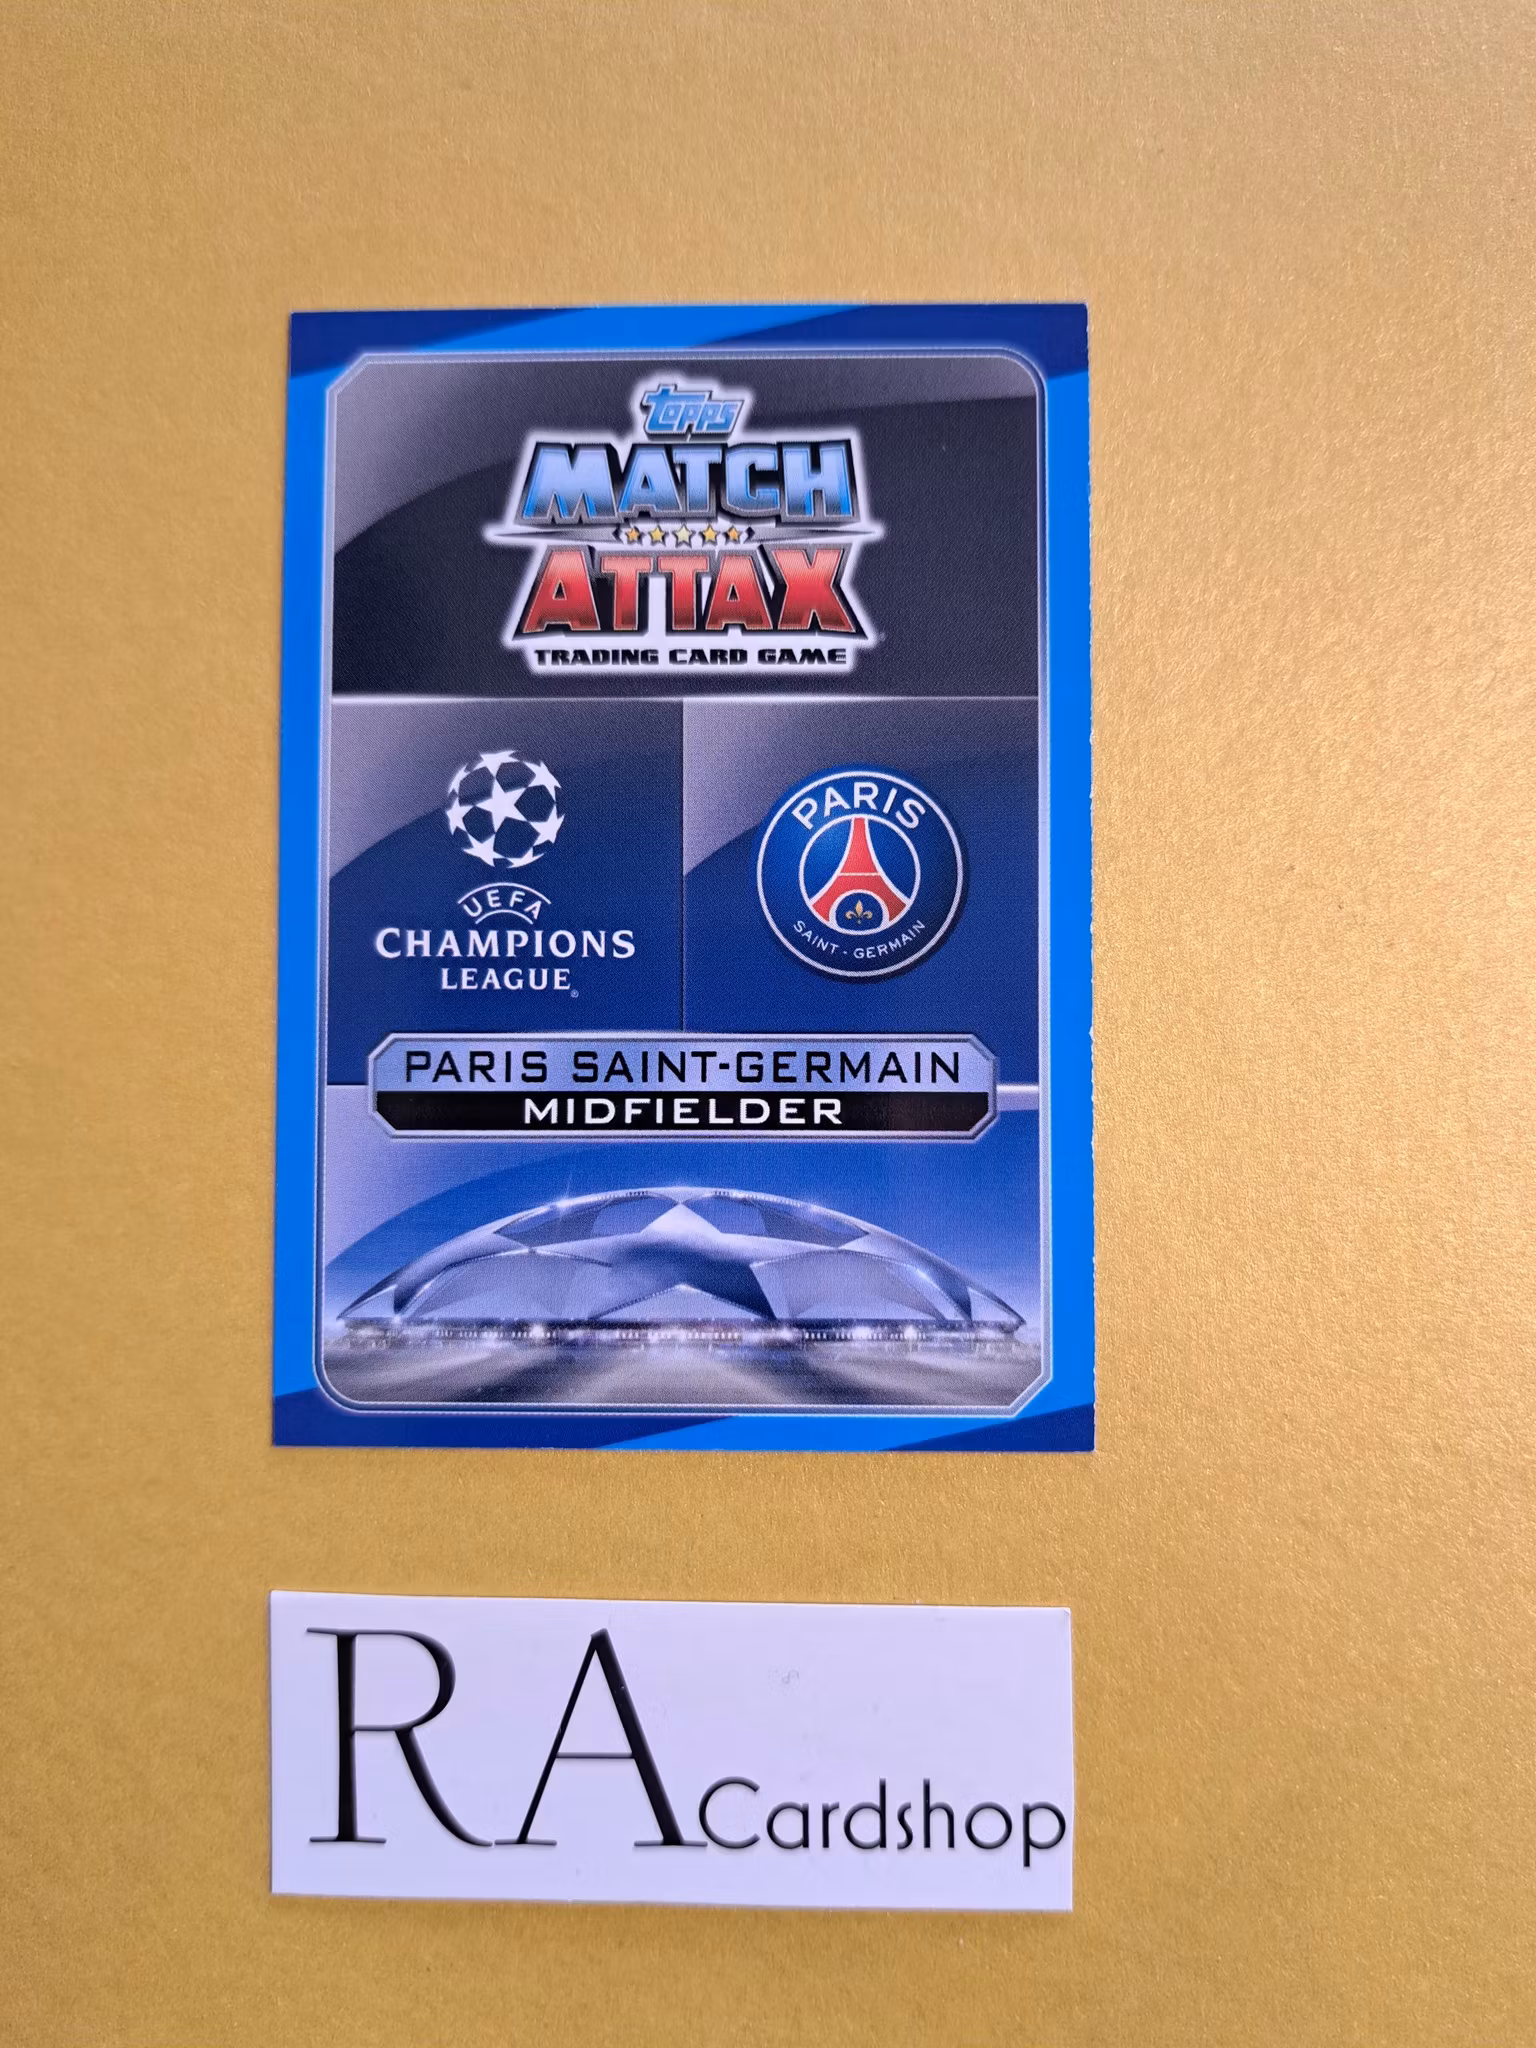 topps
MATCH
ATTAX
TRADING CARD GAME
UEFA
CHAMPIONS
LEAGUE®
PARIS
SAINT-GERMAIN
PARIS SAINT-GERMAIN
MIDFIELDER
RA Cardshop